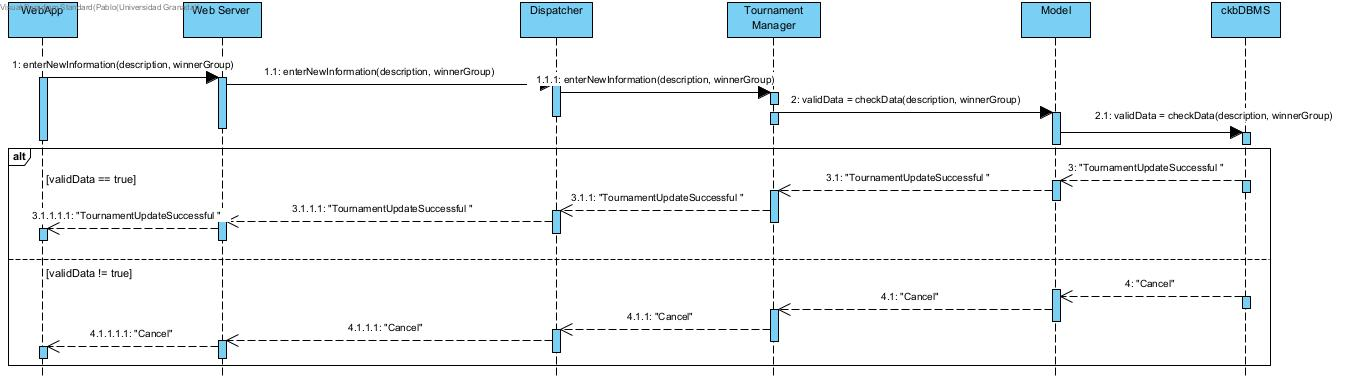 WebApp
Web Server
Dispatcher
Tournament
Manager
Model
ckbDBMS
Standard(Pablo(Universidad Granada
1: enterNewInformation(description, winnerGroup)
1.1: enterNewInformation(description, winnerGroup)
1.1.1: enterNewInformation(description, winnerGroup)
2: validData = checkData(description, winnerGroup)
2.1: validData = checkData(description, winnerGroup)
alt
[validData == true]
3: "TournamentUpdateSuccessful "
3.1: "TournamentUpdateSuccessful "
3.1.1: "TournamentUpdateSuccessful "
3.1.1.1: "TournamentUpdateSuccessful "
3.1.1.1.1: "TournamentUpdateSuccessful "
[validData != true]
4: "Cancel"
4.1: "Cancel"
4.1.1: "Cancel"
4.1.1.1: "Cancel"
4.1.1.1.1: "Cancel"